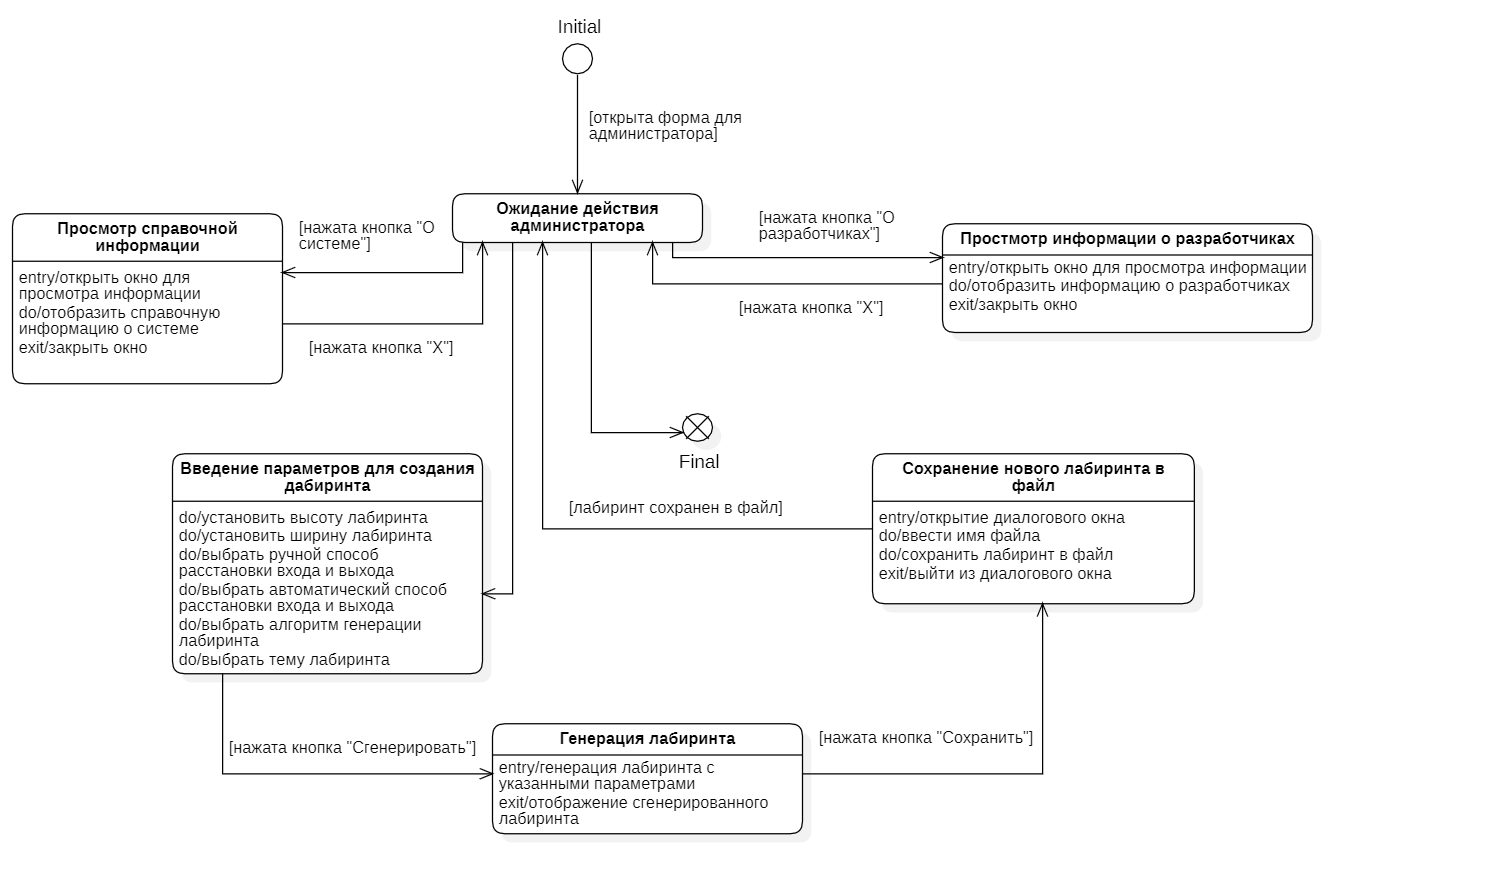 Initial
[открыта форма для
администратора]
Ожидание действия
администратора
Просмотр справочной
информации
entry/открыть окно для
просмотра информации
do/отобразить справочную
информацию о системе
exit/закрыть окно
[нажата кнопка "О
системе"]
[нажата кнопка "X"]
[нажата кнопка "О
разработчиках"]
[нажата кнопка "X"]
Простмотр информации о разработчиках
entry/открыть окно для просмотра информации
do/отобразить информацию о разработчиках
exit/закрыть окно
Final
Введение параметров для создания
дабиринта
do/установить высоту лабиринта
do/установить ширину лабиринта
do/выбрать ручной способ
расстановки входа и выхода
do/выбрать автоматический способ
расстановки входа и выхода
do/выбрать алгоритм генерации
лабиринта
do/выбрать тему лабиринта
[лабиринт сохранен в файл]
Сохранение нового лабиринта в
файл
entry/открытие диалогового окна
do/ввести имя файла
do/сохранить лабиринт в файл
exit/выйти из диалогового окна
[нажата кнопка "Сгенерировать"]
Генерация лабиринта
entry/генерация лабиринта с
указанными параметрами
exit/отображение сгенерированного
лабиринта
[нажата кнопка "Сохранить"]